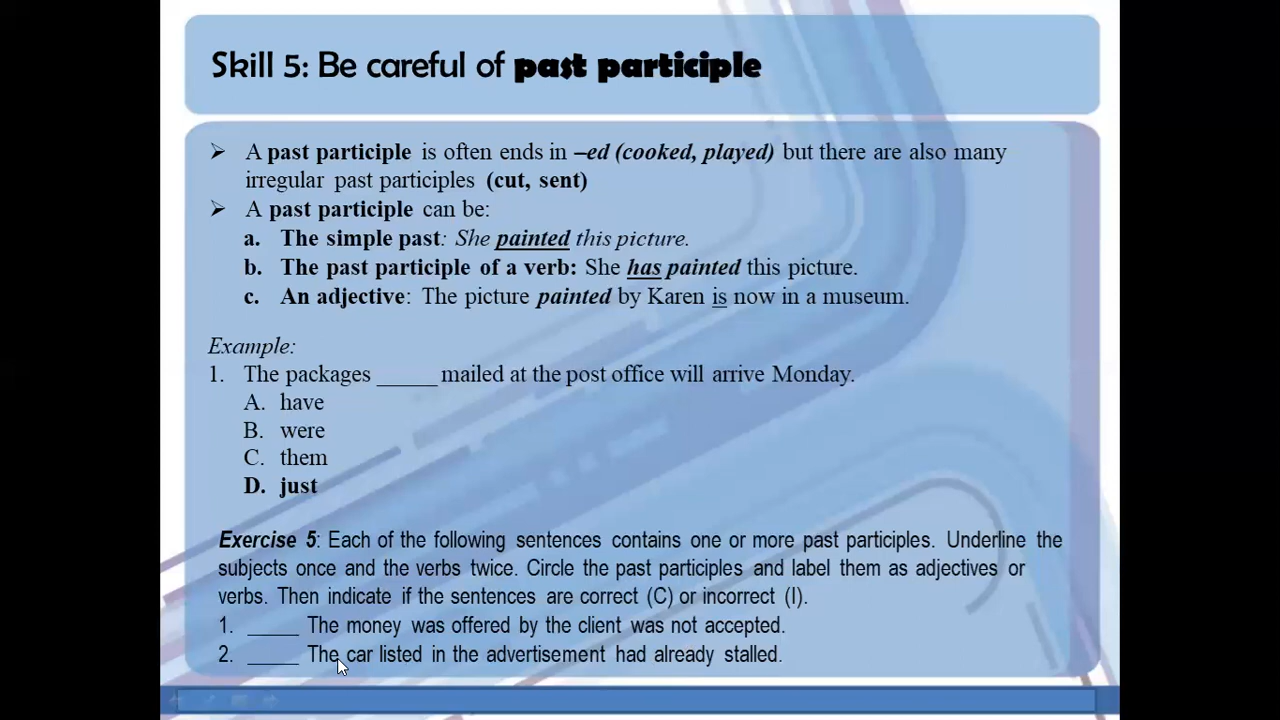 Skill 5: Be careful of past participle
➢ A past participle is often ends in –ed (cooked, played) but there are also many
irregular past participles (cut, sent)
➢ A past participle can be:
a. The simple past: She painted this picture.
b. The past participle of a verb: She has painted this picture.
c. An adjective: The picture painted by Karen is now in a museum.
Example:
1. The packages _____ mailed at the post office will arrive Monday.
A. have
B. were
C. them
D. just
Exercise 5: Each of the following sentences contains one or more past participles. Underline the
subjects once and the verbs twice. Circle the past participles and label them as adjectives or
verbs. Then indicate if the sentences are correct (C) or incorrect (I).
1. _____ The money was offered by the client was not accepted.
2. _____ The car listed in the advertisement had already stalled.